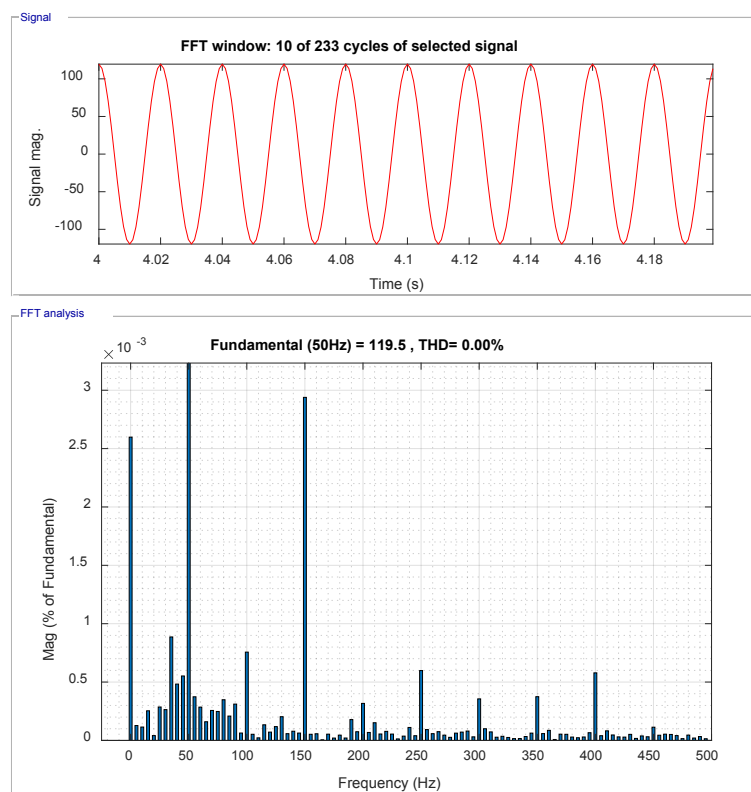 Signal
FFT window: 10 of 233 cycles of selected signal
100
50
0
-50
-100
Signal mag.
4 4.02 4.04 4.06 4.08 4.1 4.12 4.14 4.16 4.18
Time (s)
FFT analysis
× 10 -3
Fundamental (50Hz) = 119.5 , THD= 0.00%
3
2.5
2
1.5
1
0.5
0
Mag (% of Fundamental)
0 50 100 150 200 250 300 350 400 450 500
Frequency (Hz)